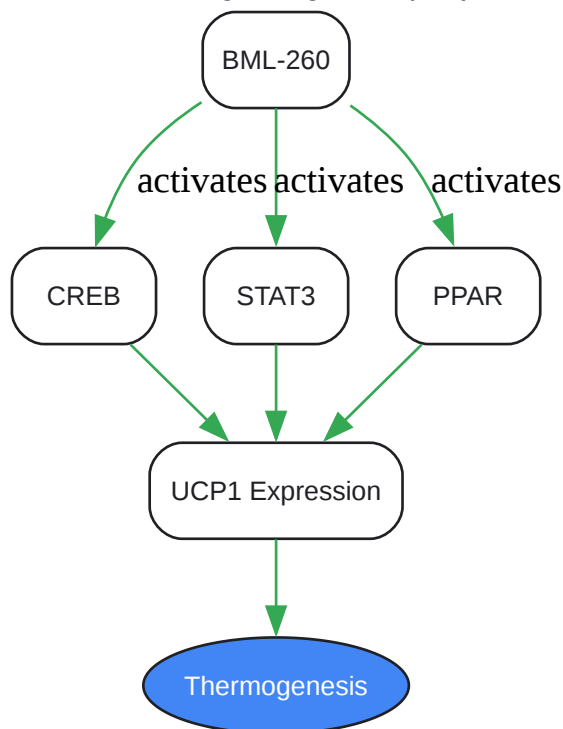 BML-260
activates activates activates
CREB STAT3 PPAR
UCP1 Expression
Thermogenesis